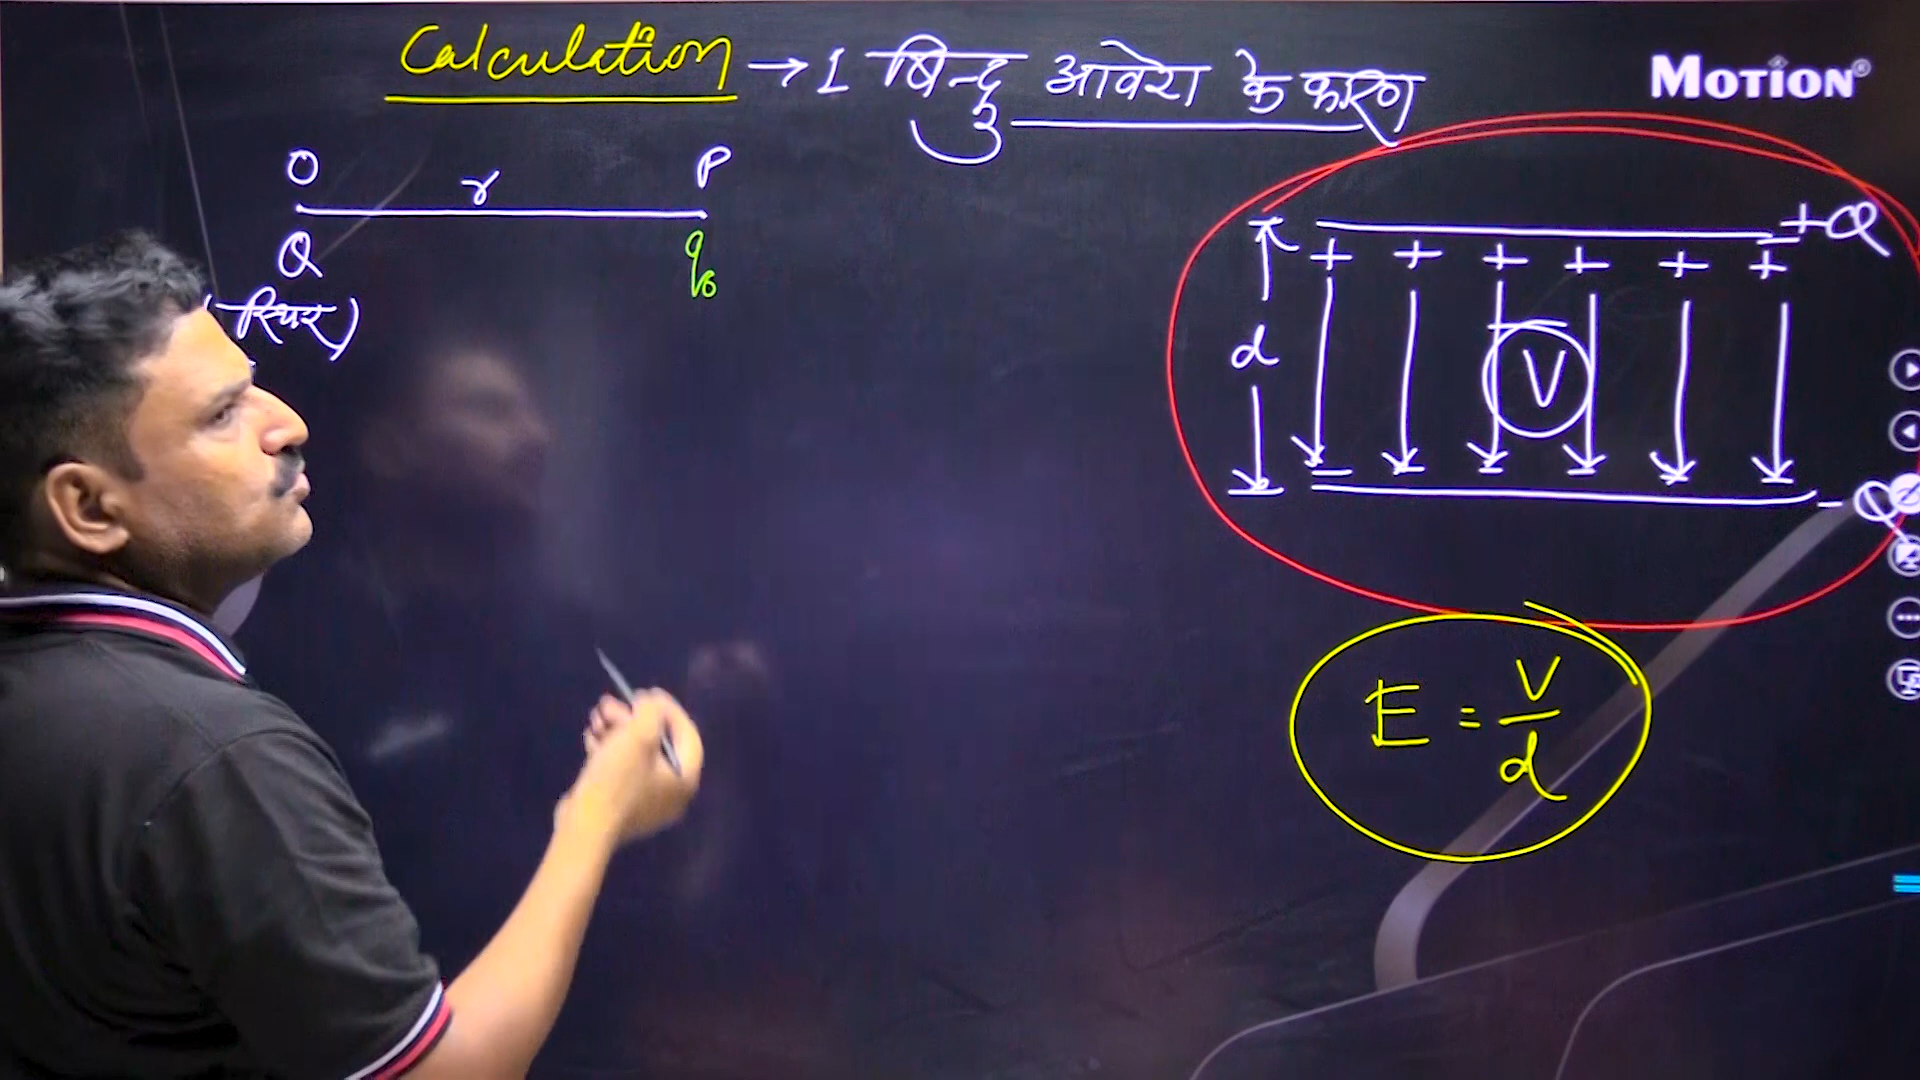 Calculation → 1 बिन्दु आवेश के कारण
MOTION®
O r P
Q q₀
(स्थिर)
+Q
+ + + + + +
d
V
-Q
E = V/d